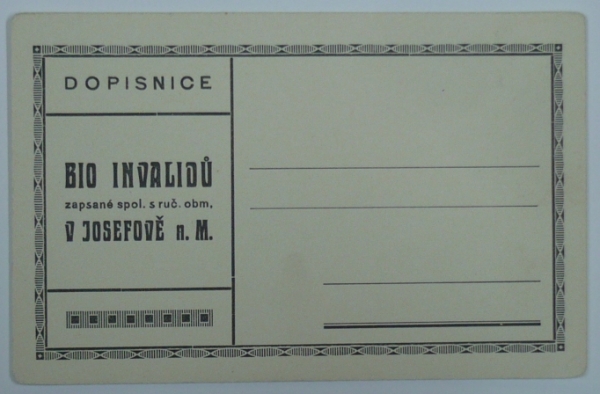 DOPISNICE
BIO INVALIDŮ
zapsané spol. s ruč. obm,
V JOSEFOVĚ n. M.